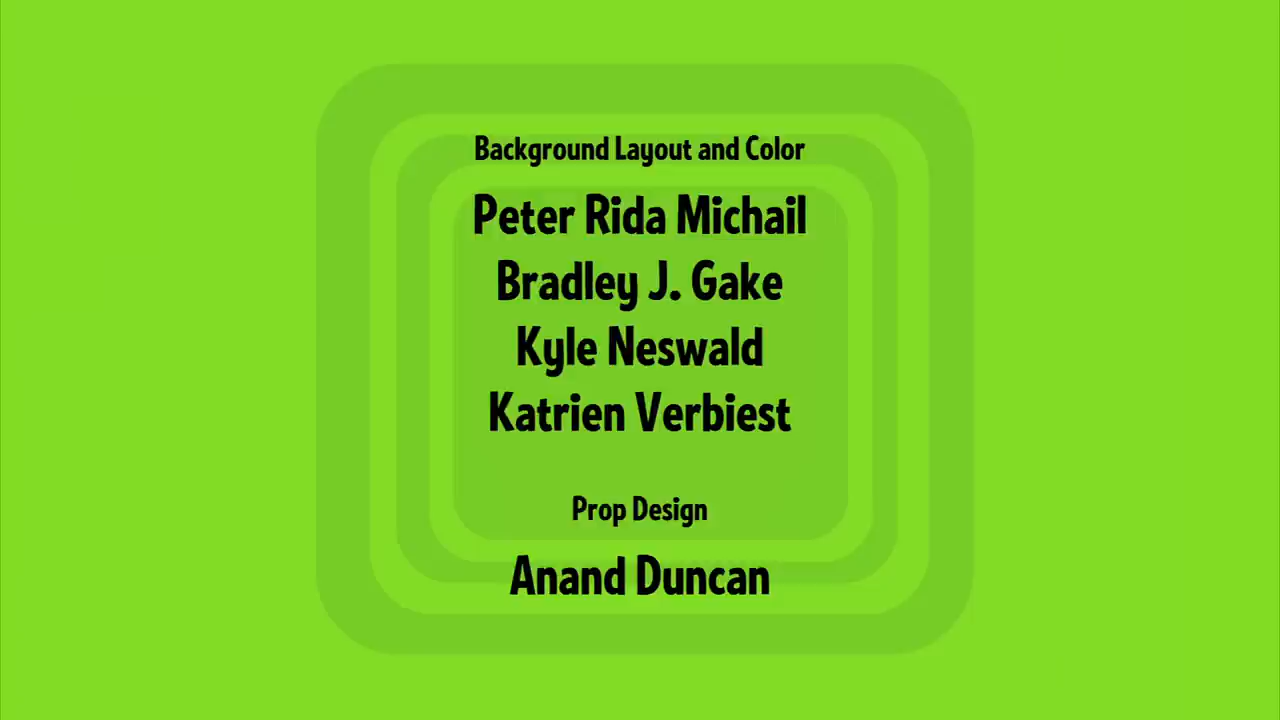 Background Layout and Color
Peter Rida Michail
Bradley J. Gake
Kyle Neswald
Katrien Verbiest
Prop Design
Anand Duncan